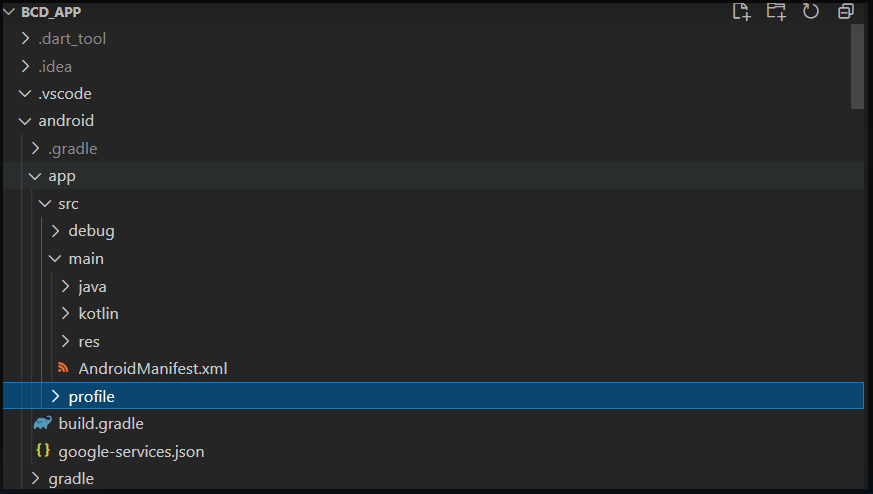 BCD_APP
.dart_tool
.idea
.vscode
android
.gradle
app
src
debug
main
java
kotlin
res
AndroidManifest.xml
profile
build.gradle
google-services.json
gradle